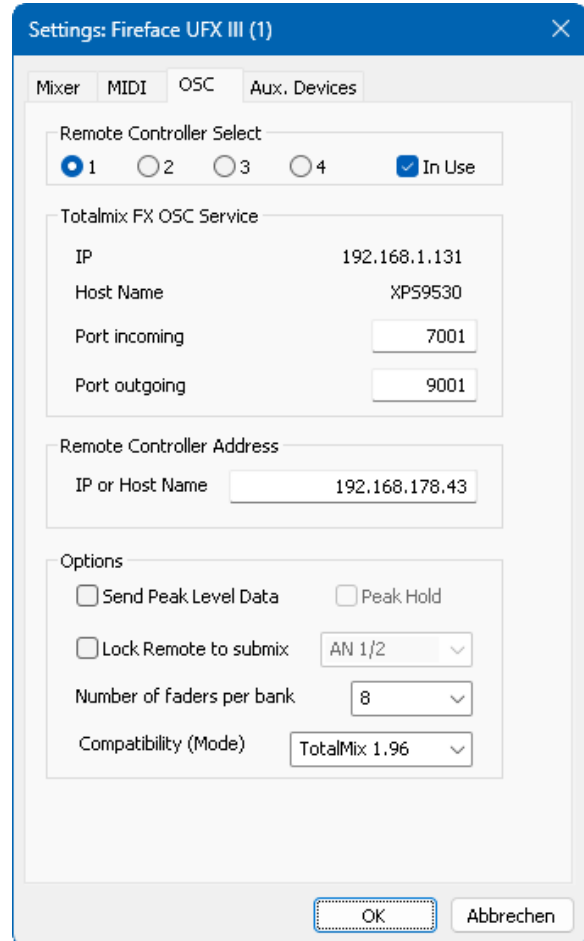 Settings: Fireface UFX III (1)
Mixer MIDI OSC Aux. Devices
Remote Controller Select
1 2 3 4 In Use
Totalmix FX OSC Service
IP 192.168.1.131
Host Name XPS9530
Port incoming 7001
Port outgoing 9001
Remote Controller Address
IP or Host Name 192.168.178.43
Options
Send Peak Level Data Peak Hold
Lock Remote to submix AN 1/2
Number of faders per bank 8
Compatibility (Mode) TotalMix 1.96
OK Abbrechen